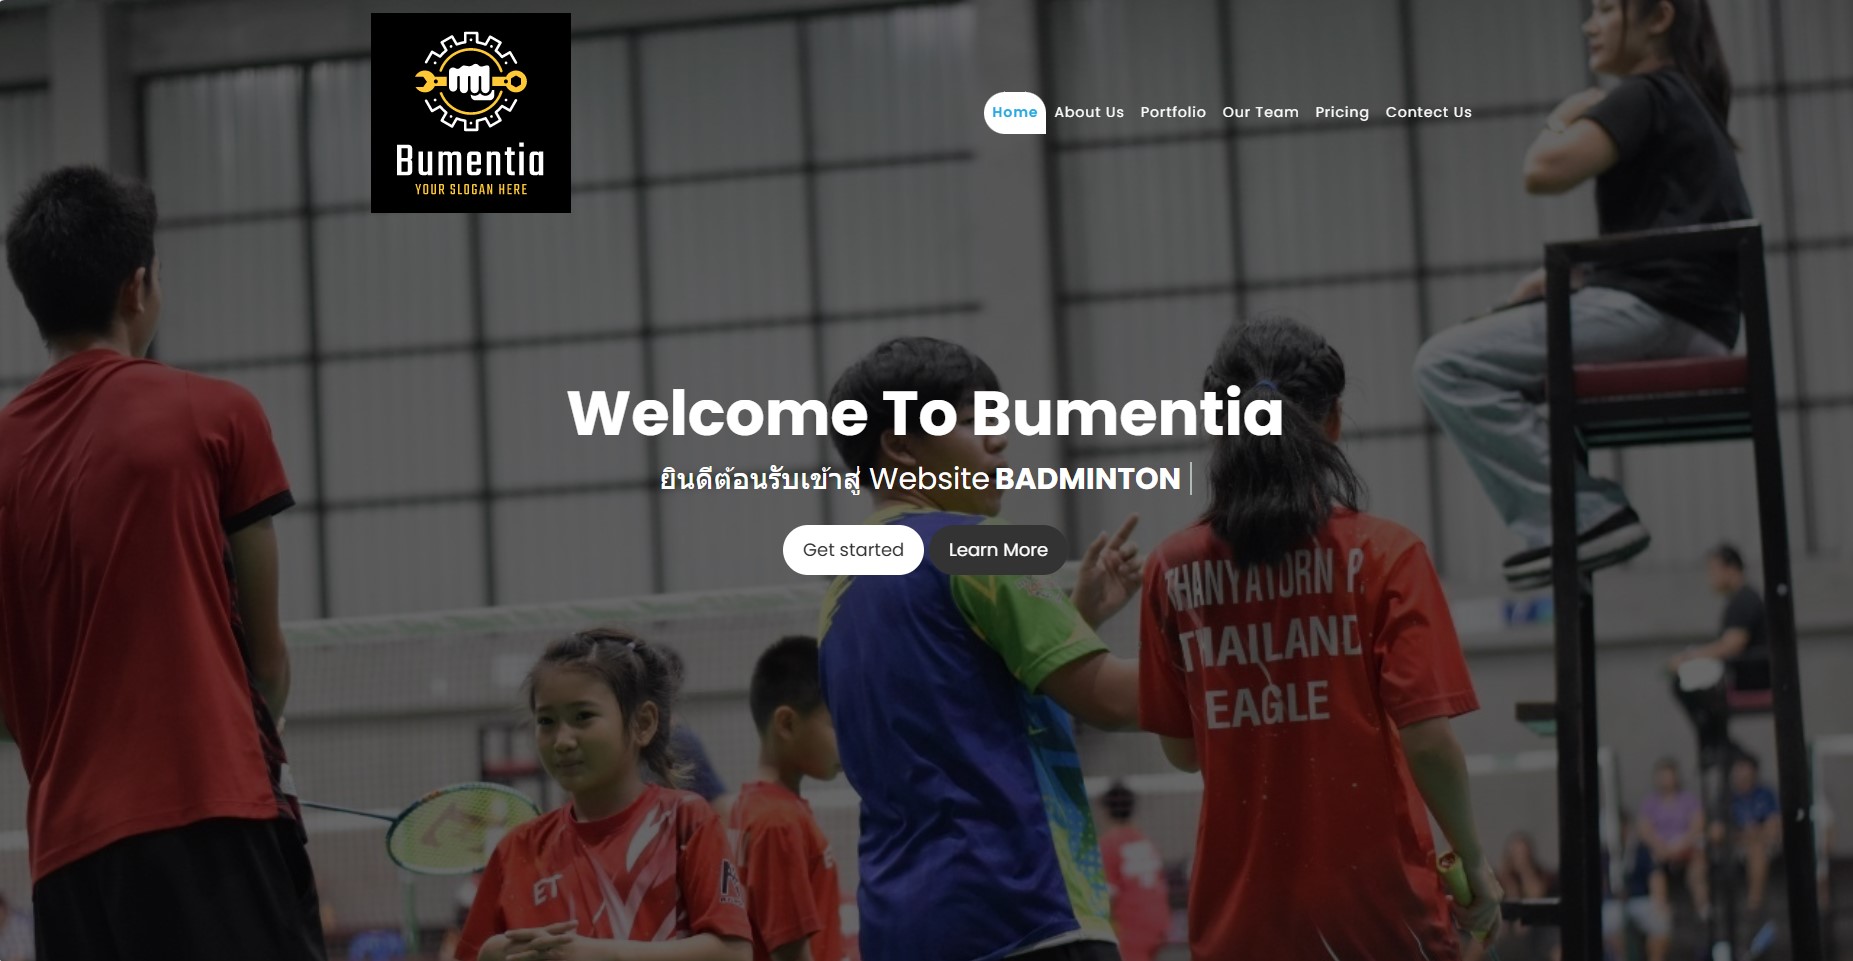 Bumentia
YOUR SLOGAN HERE
Home About Us Portfolio Our Team Pricing Contact Us
Welcome To Bumentia
ยินดีต้อนรับเข้าสู่ Website BADMINTON
Get started Learn More
THANYATORN P.
THAILAND
EAGLE
ET